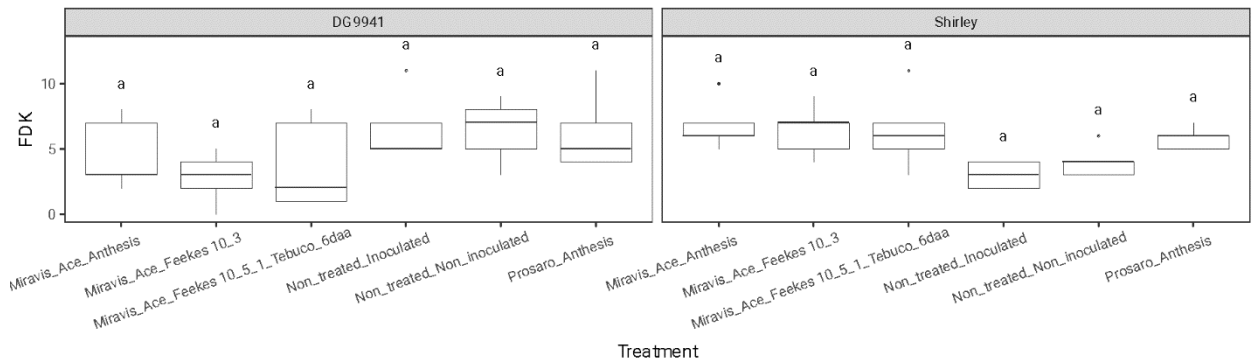 DG9941
Shirley
a
a
a
a
a
a
a
a
a
a
a
a
FDK
10
5
0
Miravis_Ace_Anthesis
Miravis_Ace_Feekes 10_3
Miravis_Ace_Feekes 10_5_1_Tebuco_6daa
Non_treated_Inoculated
Non_treated_Non_inoculated
Prosaro_Anthesis
Miravis_Ace_Anthesis
Miravis_Ace_Feekes 10_3
Miravis_Ace_Feekes 10_5_1_Tebuco_6daa
Non_treated_Inoculated
Non_treated_Non_inoculated
Prosaro_Anthesis
Treatment